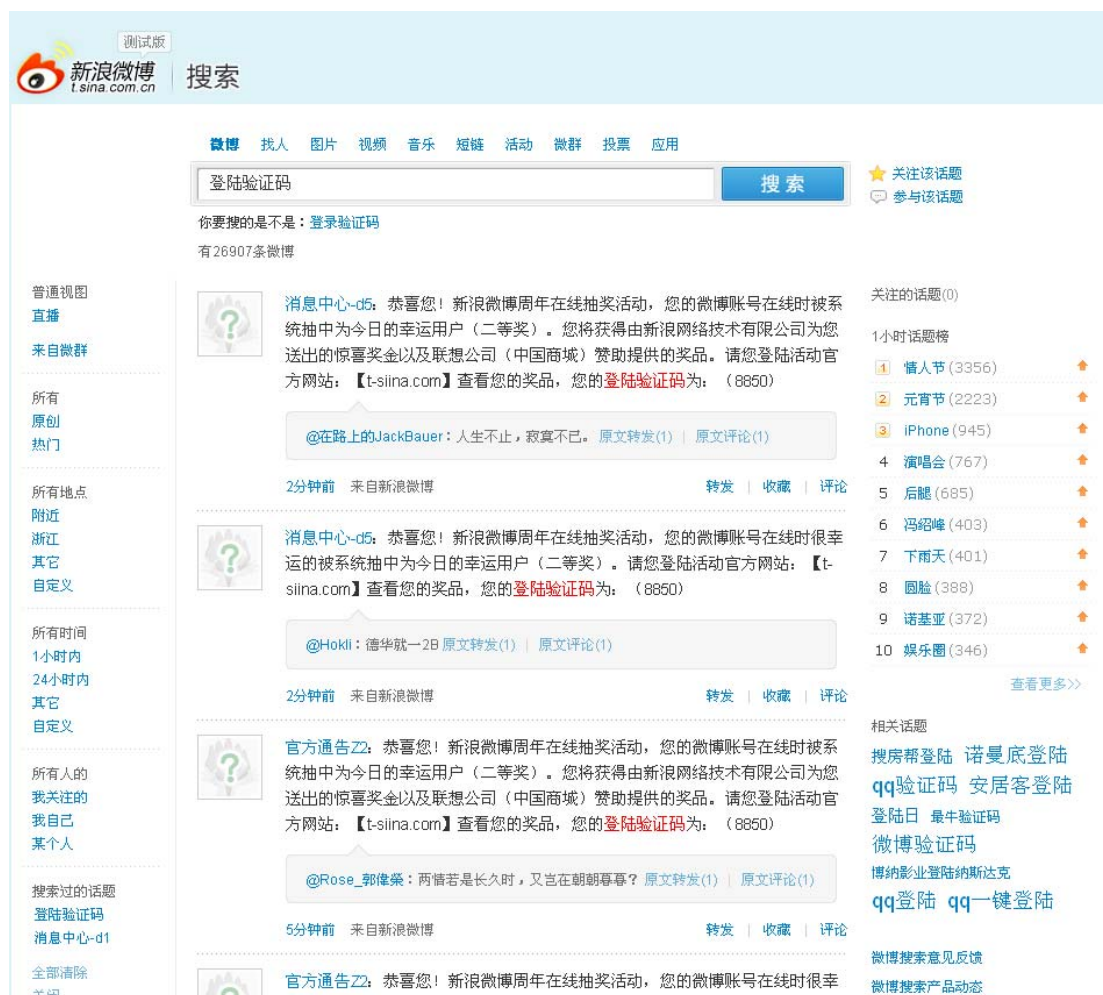 测试版
新浪微博
t.sina.com.cn
搜索
微博 找人 图片 视频 音乐 短链 活动 微群 投票 应用
登陆验证码
搜索
你要搜的是不是：登录验证码
有26907条微博
关注该话题
参与该话题
普通视图
直播
来自微群
所有
原创
热门
所有地点
附近
浙江
其它
自定义
所有时间
1小时内
24小时内
其它
自定义
所有人的
我关注的
我自己
某个人
搜索过的话题
登陆验证码
消息中心-d1
全部清除
消息中心-d5：恭喜您！新浪微博周年在线抽奖活动，您的微博账号在线时被系
统抽中为今日的幸运用户（二等奖）。您将获得由新浪网络技术有限公司为您
送出的惊喜奖金以及联想公司（中国商城）赞助提供的奖品。请您登陆活动官
方网站：【t-siina.com】查看您的奖品，您的登陆验证码为：（8850）
@在路上的JackBauer：人生不止，寂寞不已。原文转发(1) | 原文评论(1)
2分钟前 来自新浪微博 转发 | 收藏 | 评论
消息中心-d5：恭喜您！新浪微博周年在线抽奖活动，您的微博账号在线时很幸
运的被系统抽中为今日的幸运用户（二等奖）。请您登陆活动官方网站：【t-
siina.com】查看您的奖品，您的登陆验证码为：（8850）
@Hokli：德华就一2B 原文转发(1) | 原文评论(1)
2分钟前 来自新浪微博 转发 | 收藏 | 评论
官方通告Z2：恭喜您！新浪微博周年在线抽奖活动，您的微博账号在线时被系
统抽中为今日的幸运用户（二等奖）。您将获得由新浪网络技术有限公司为您
送出的惊喜奖金以及联想公司（中国商城）赞助提供的奖品。请您登陆活动官
方网站：【t-siina.com】查看您的奖品，您的登陆验证码为：（8850）
@Rose_郭偉榮：两情若是长久时，又岂在朝朝暮暮？原文转发(1) | 原文评论(1)
5分钟前 来自新浪微博 转发 | 收藏 | 评论
官方通告Z2：恭喜您！新浪微博周年在线抽奖活动，您的微博账号在线时很幸
关注的话题(0)
1小时话题榜
1 情人节(3356)
2 元宵节(2223)
3 iPhone(945)
4 演唱会(767)
5 后腿(685)
6 冯绍峰(403)
7 下雨天(401)
8 圆脸(388)
9 诺基亚(372)
10 娱乐圈(346)
查看更多>>
相关话题
搜房帮登陆 诺曼底登陆
qq验证码 安居客登陆
登陆日 最牛验证码
微博验证码
博纳影业登陆纳斯达克
qq登陆 qq一键登陆
微博搜索意见反馈
微博搜索产品动态